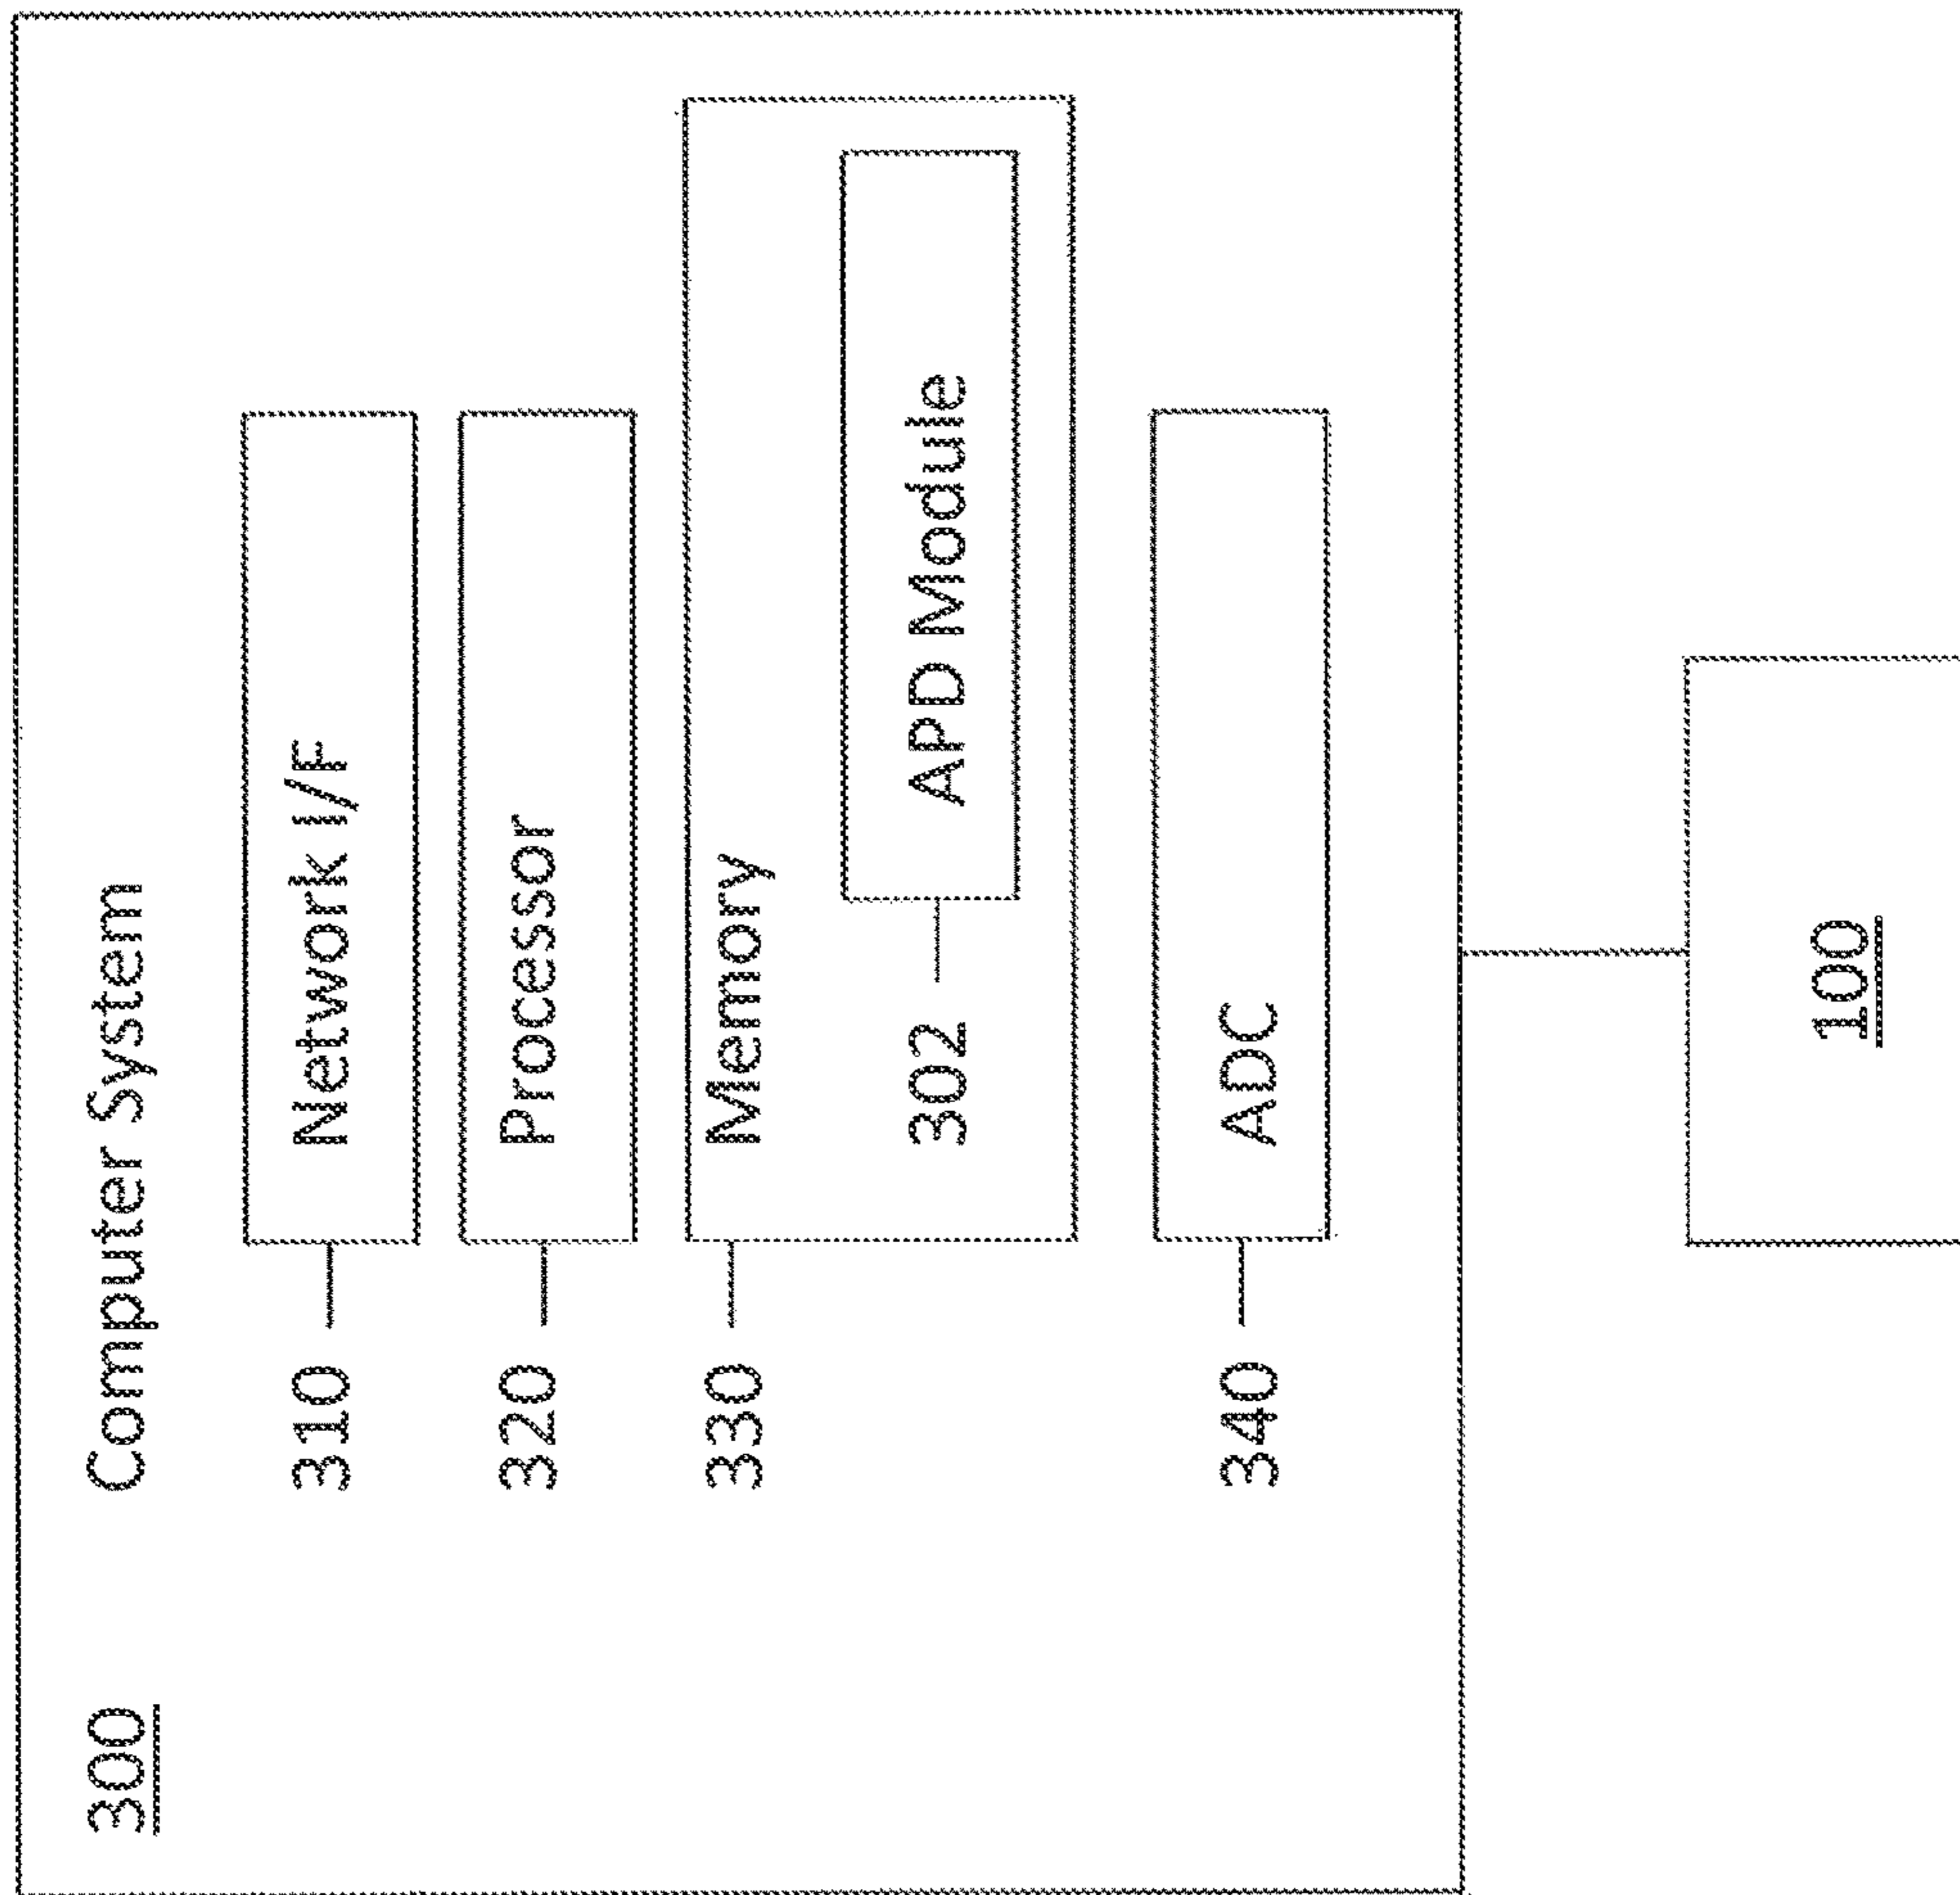 300 Computer System
310 Network I/F
320 Processor
330 Memory
302 APD Module
340 ADC
100